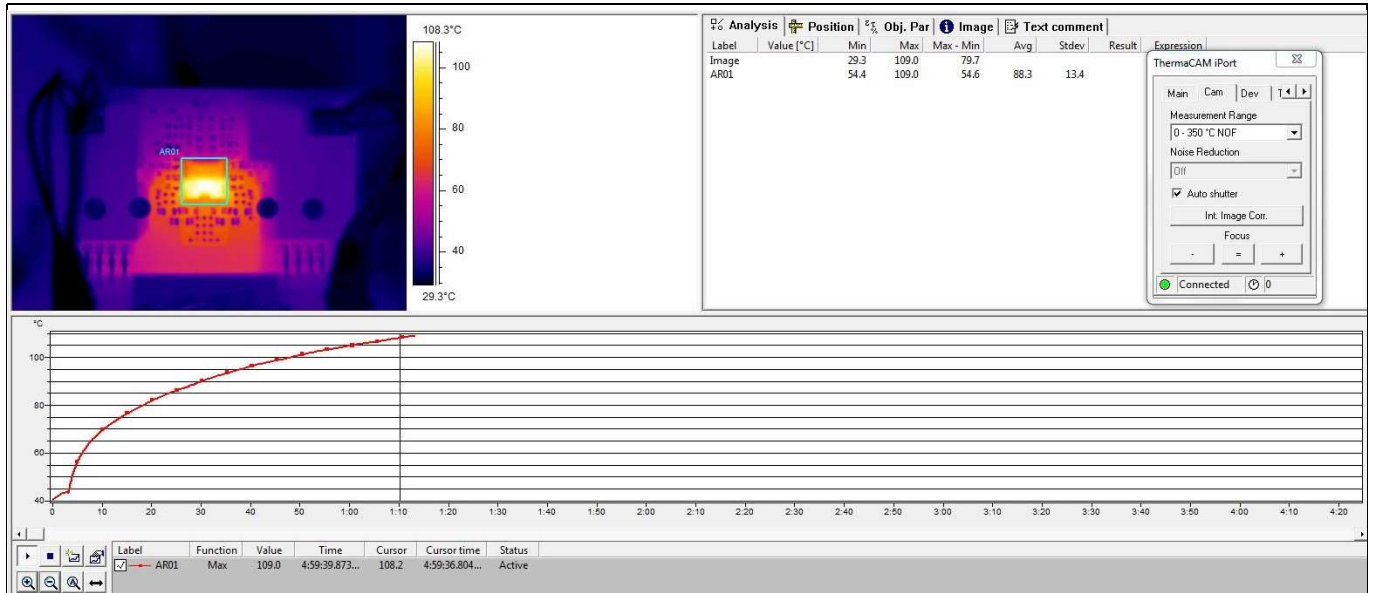 108.3°C
100
80
60
40
29.3°C
AR01
Analysis Position Obj. Par Image Text comment
Label Value [°C] Min Max Max - Min Avg Stdev Result Expression
Image 29.3 109.0 79.7
AR01 54.4 109.0 54.6 88.3 13.4
ThermaCAM iPort
Main Cam Dev
Measurement Range
0 - 350 °C NOF
Noise Reduction
Off
Auto shutter
Int. Image Corr.
Focus
- = +
Connected 0
°C
100
80
60
40
0 10 20 30 40 50 1:00 1:10 1:20 1:30 1:40 1:50 2:00 2:10 2:20 2:30 2:40 2:50 3:00 3:10 3:20 3:30 3:40 3:50 4:00 4:10 4:20
Label Function Value Time Cursor Cursor time Status
AR01 Max 109.0 4:59:39.873... 108.2 4:59:36.804... Active